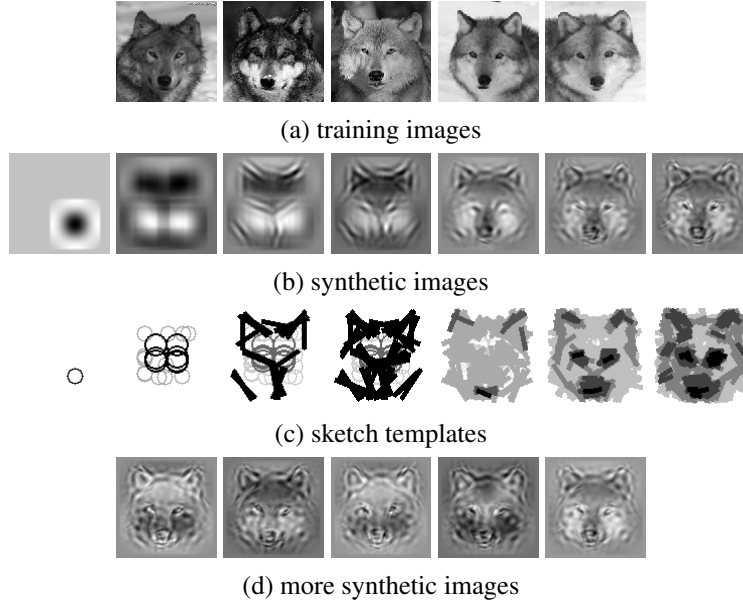 (a) training images
(b) synthetic images
(c) sketch templates
(d) more synthetic images